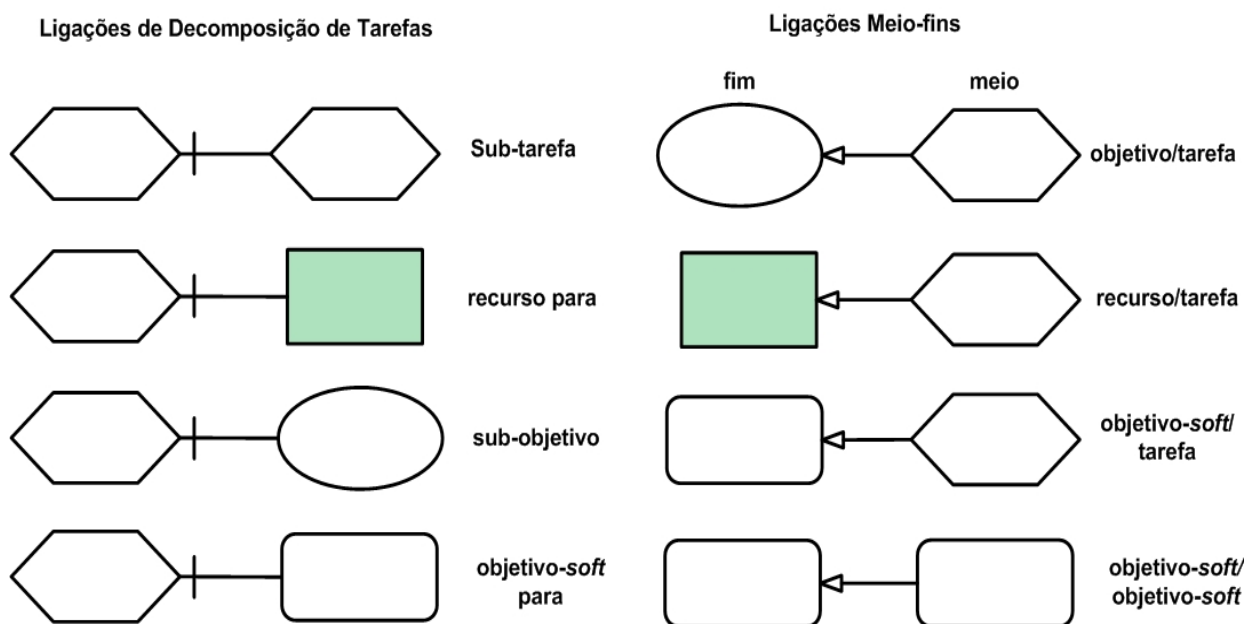 Ligações de Decomposição de Tarefas
Sub-tarefa
recurso para
sub-objetivo
objetivo-soft
para
Ligações Meio-fins
fim meio
objetivo/tarefa
recurso/tarefa
objetivo-soft/
tarefa
objetivo-soft/
objetivo-soft